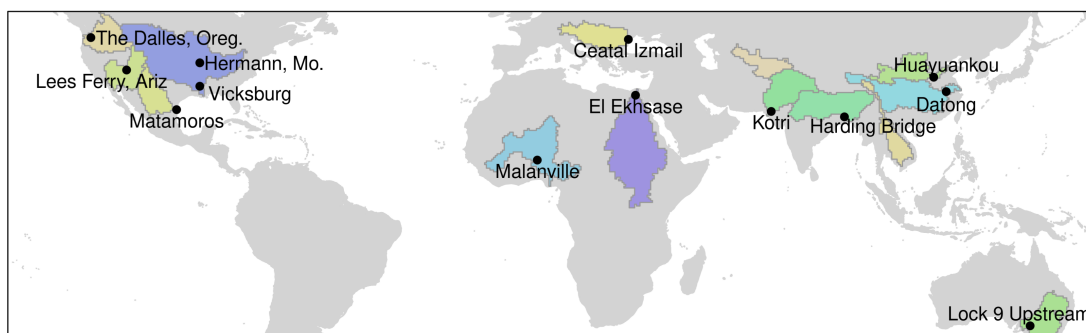 The Dalles, Oreg.
Ceatal Izmail
Hermann, Mo.
Huayuankou
Lees Ferry, Ariz
Vicksburg
El Ekhsase
Datong
Matamoros
Kotri
Harding Bridge
Malanville
Lock 9 Upstream